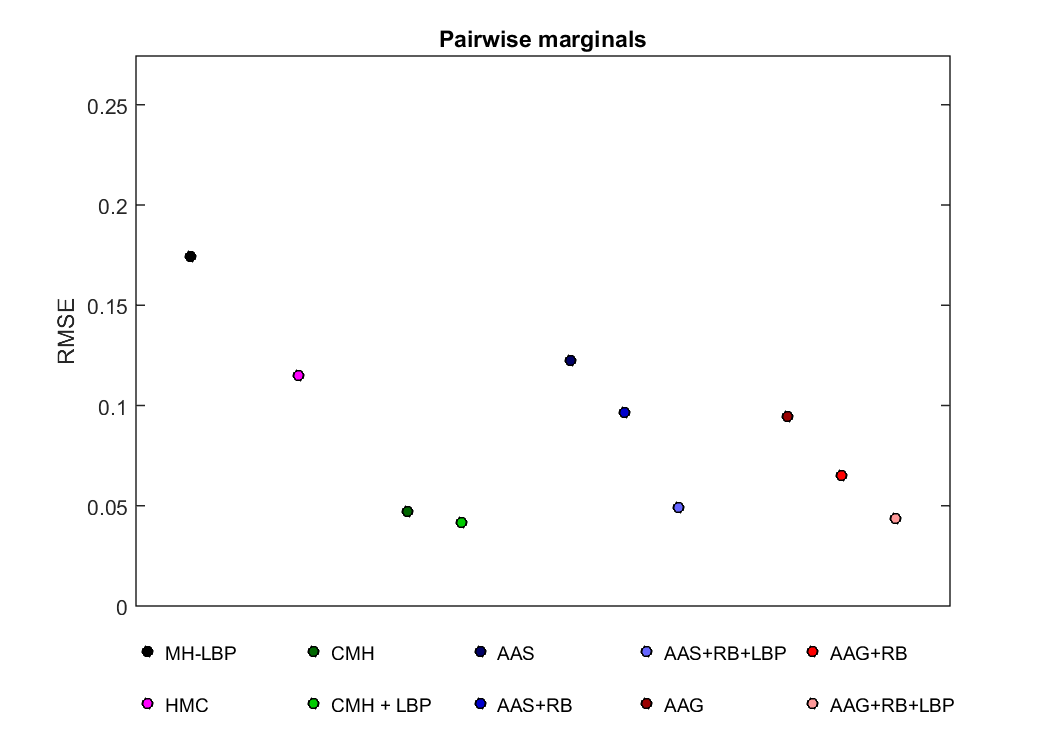 Pairwise marginals
0.25
0.2
0.15
0.1
0.05
0
RMSE
MH-LBP CMH AAS AAS+RB+LBP AAG+RB
HMC CMH + LBP AAS+RB AAG AAG+RB+LBP